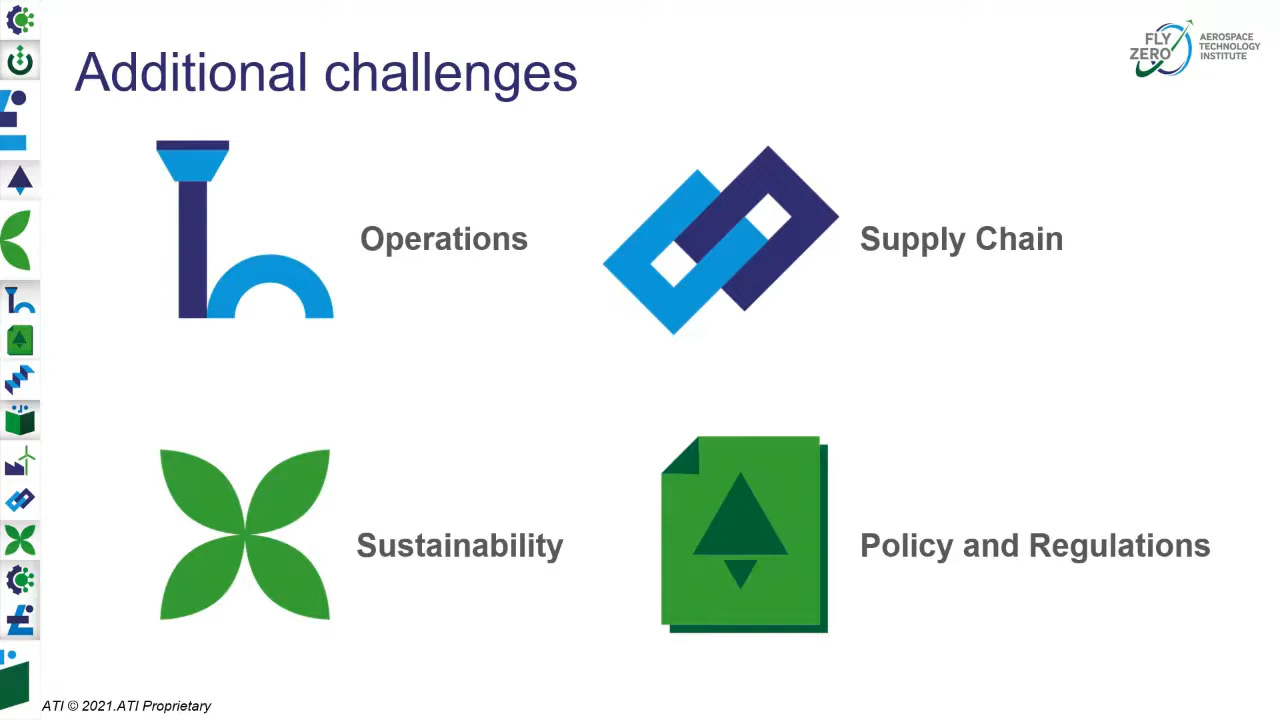 Additional challenges
FLY
ZERO
AEROSPACE
TECHNOLOGY
INSTITUTE
Operations
Supply Chain
Sustainability
Policy and Regulations
ATI © 2021.ATI Proprietary